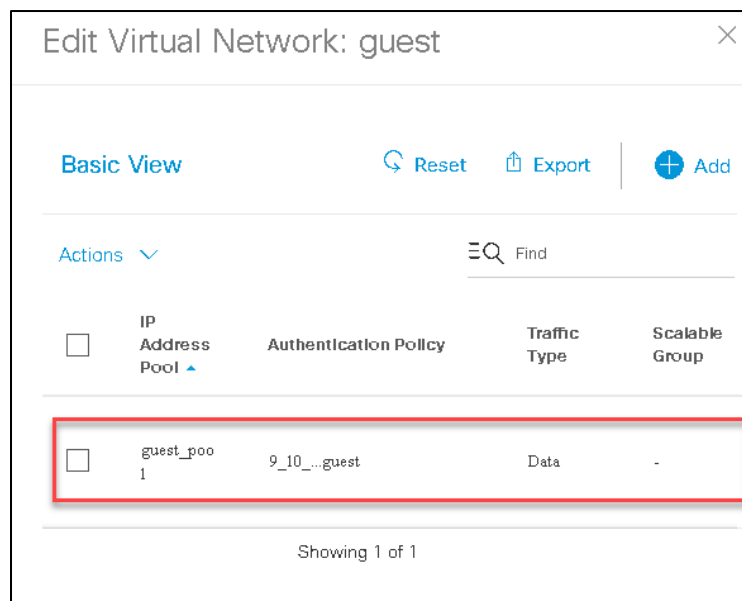 Edit Virtual Network: guest
Basic View
Reset
Export
Add
Actions
Find
IP
Address
Pool
Authentication Policy
Traffic
Type
Scalable
Group
guest_poo
l
9_10_...guest
Data
-
Showing 1 of 1